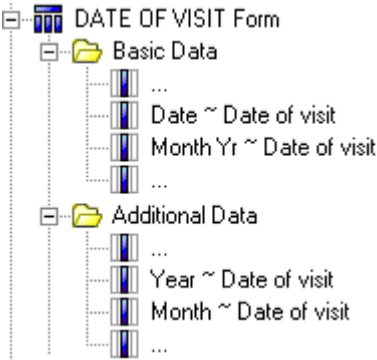 DATE OF VISIT Form
Basic Data
...
Date ~ Date of visit
Month Yr ~ Date of visit
...
Additional Data
...
Year ~ Date of visit
Month ~ Date of visit
...